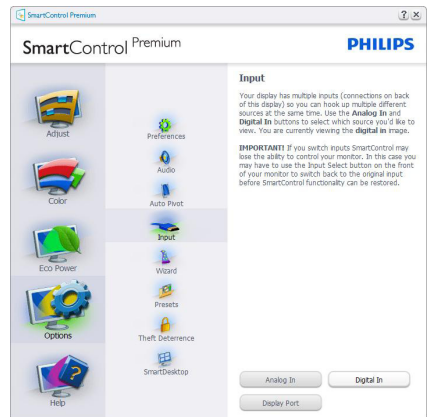 SmartControl Premium
SmartControl Premium
PHILIPS
Adjust
Color
Eco Power
Options
Help
Preferences
Audio
Auto Pivot
Input
Wizard
Presets
Theft Deterrence
SmartDesktop
Input
Your display has multiple inputs (connections on back
of this display) so you can hook up multiple different
sources at the same time. Use the Analog In and
Digital In buttons to select which source you'd like to
view. You are currently viewing the digital in image.
IMPORTANT! If you switch inputs SmartControl may
lose the ability to control your monitor. In this case you
may have to use the Input Select button on the front
of your monitor to switch back to the original input
before SmartControl functionality can be restored.
Analog In
Digital In
Display Port